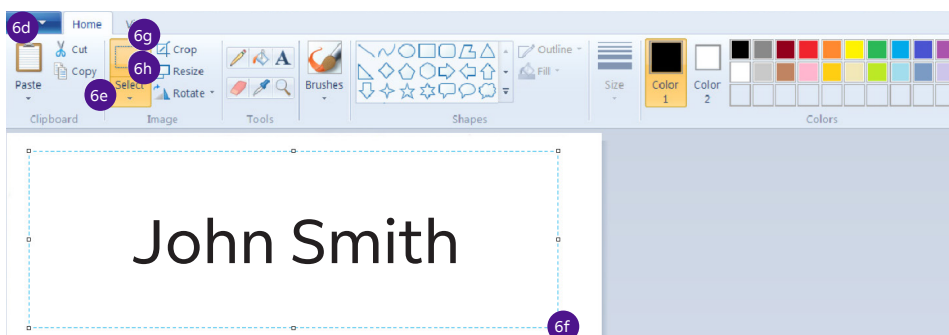 6d
Home V
6g
Cut
Crop
Copy
6h
Resize
Paste
6e
Select
Rotate
A
Brushes
Outline
Fill
Size
Color 1
Color 2
Clipboard
Image
Tools
Shapes
Colors
John Smith
6f